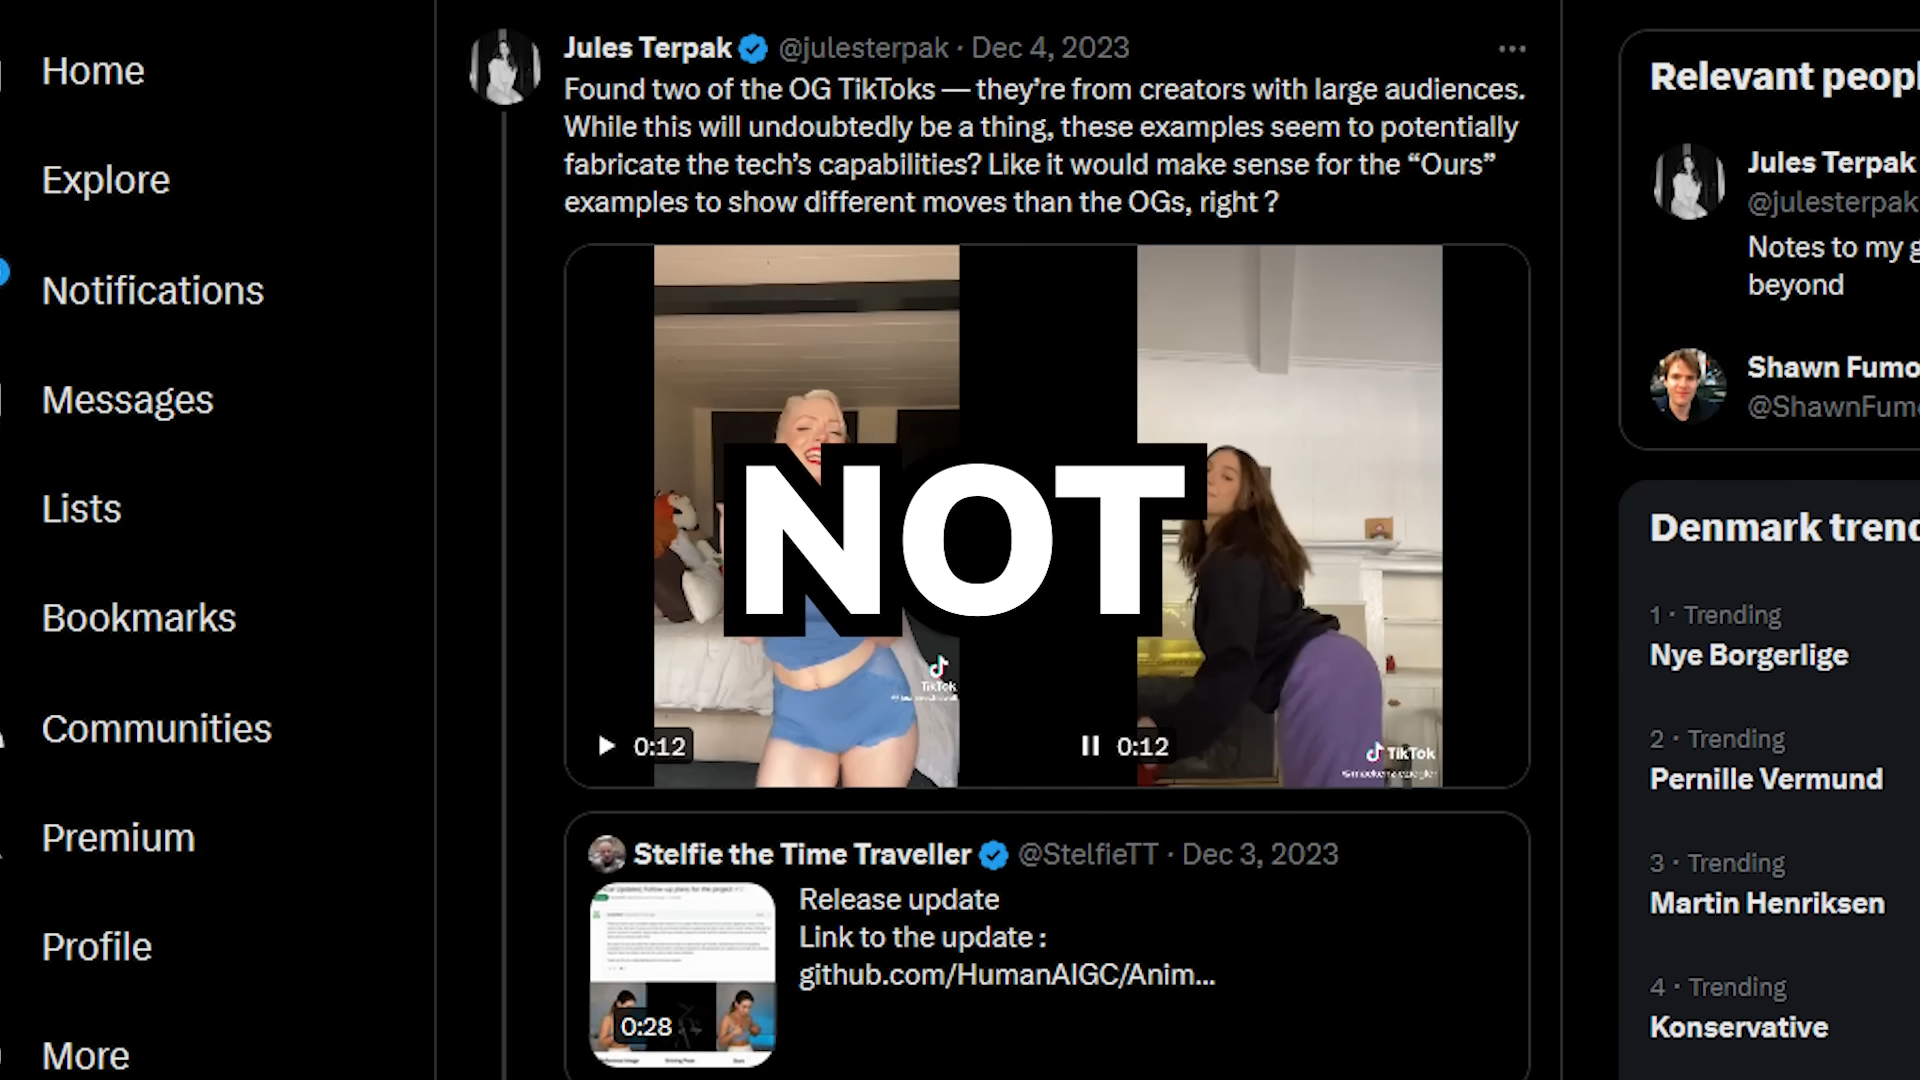 Home
Explore
Notifications
Messages
Lists
Bookmarks
Communities
Premium
Profile
More
Jules Terpak @julesterpak · Dec 4, 2023
Found two of the OG TikToks — they’re from creators with large audiences.
While this will undoubtedly be a thing, these examples seem to potentially
fabricate the tech’s capabilities? Like it would make sense for the “Ours”
examples to show different moves than the OGs, right ?
NOT
TikTok
0:12
0:12
TikTok
Stelfie the Time Traveller @StelfieTT · Dec 3, 2023
Release update
Link to the update :
github.com/HumanAIGC/Anim...
0:28
Relevant peopl
Jules Terpak
@julesterpak
Notes to my g
beyond
Shawn Fumo
@ShawnFumo
Denmark trend
1 · Trending
Nye Borgerlige
2 · Trending
Pernille Vermund
3 · Trending
Martin Henriksen
4 · Trending
Konservative